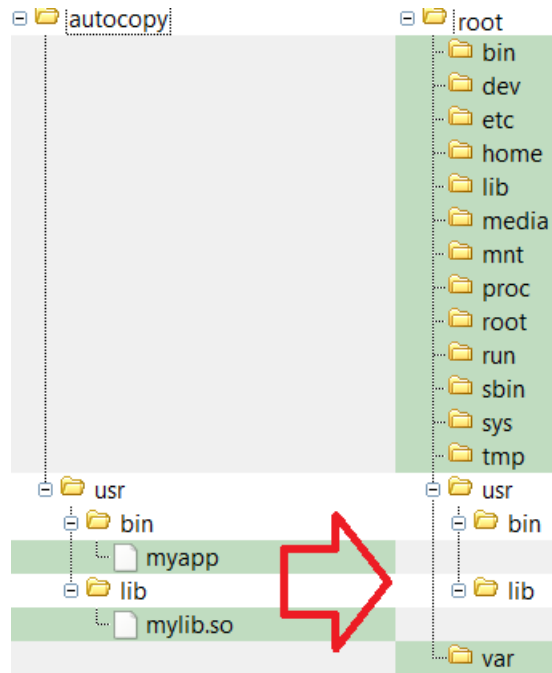 autocopy root
bin
dev
etc
home
lib
media
mnt
proc
root
run
sbin
sys
tmp
usr usr
bin bin
myapp
lib lib
mylib.so
var